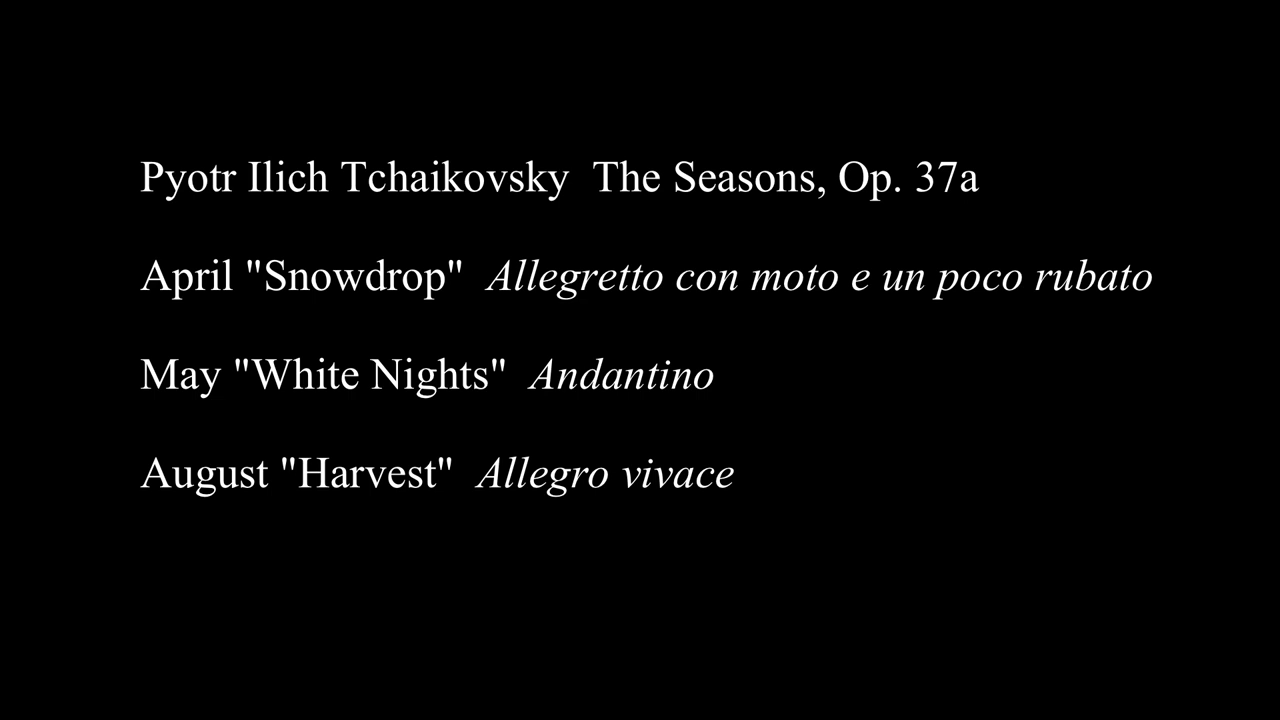 Pyotr Ilich Tchaikovsky  The Seasons, Op. 37a
April "Snowdrop"  Allegretto con moto e un poco rubato
May "White Nights"  Andantino
August "Harvest"  Allegro vivace